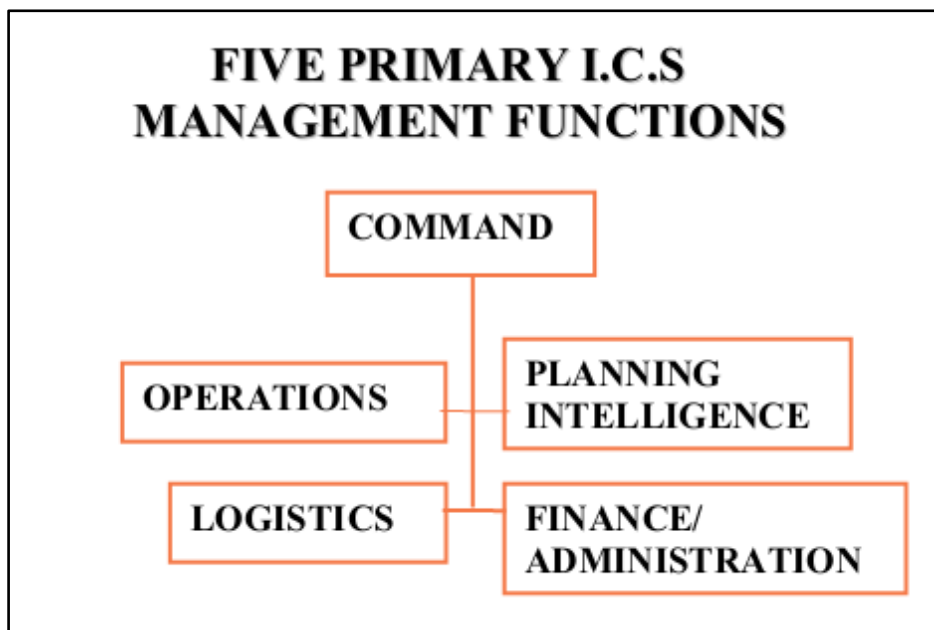 FIVE PRIMARY I.C.S
MANAGEMENT FUNCTIONS
COMMAND
OPERATIONS
PLANNING
INTELLIGENCE
LOGISTICS
FINANCE/
ADMINISTRATION